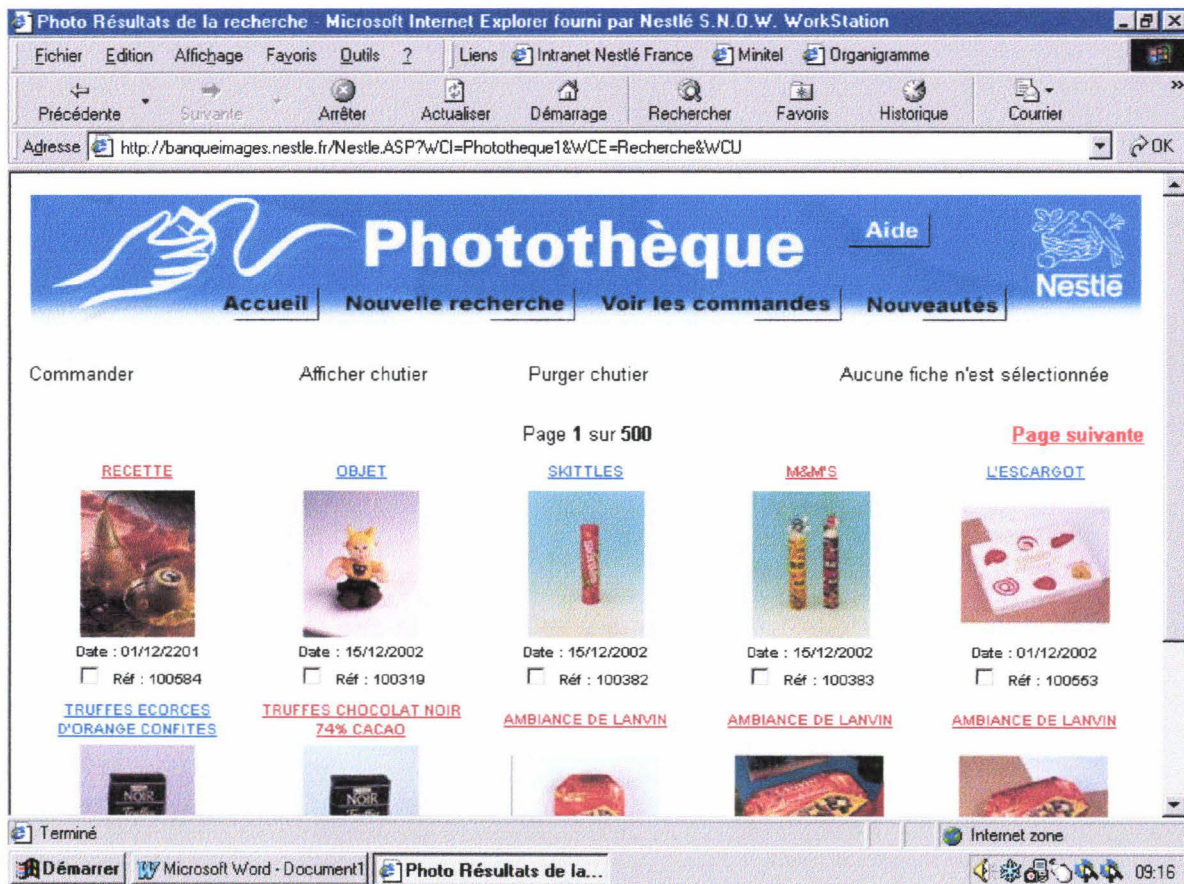 Photo Résultats de la recherche - Microsoft Internet Explorer fourni par Nestlé S.N.O.W. WorkStation
Fichier Edition Affichage Favoris Outils ? Liens Intranet Nestlé France Minitel Organigramme
Précédente Suivante Arrêter Actualiser Démarrage Rechercher Favoris Historique Courrier »
Adresse http://banqueimages.nestle.fr/Nestle.ASP?WCI=Phototheque1&WCE=Recherche&WCU OK
Photothèque Aide
Nestlé
Accueil Nouvelle recherche Voir les commandes Nouveautés
Commander Afficher chutier Purger chutier Aucune fiche n'est sélectionnée
Page 1 sur 500 Page suivante
RECETTE OBJET SKITTLES M&M'S L'ESCARGOT
Date : 01/12/2201 Date : 15/12/2002 Date : 15/12/2002 Date : 15/12/2002 Date : 01/12/2002
Réf : 100584 Réf : 100319 Réf : 100382 Réf : 100383 Réf : 100553
TRUFFES ECORCES D'ORANGE CONFITES
TRUFFES CHOCOLAT NOIR 74% CACAO
AMBIANCE DE LANVIN AMBIANCE DE LANVIN AMBIANCE DE LANVIN
NOIR NOIR
Terminé Internet zone
Démarrer Microsoft Word - Document1 Photo Résultats de la... 09:16